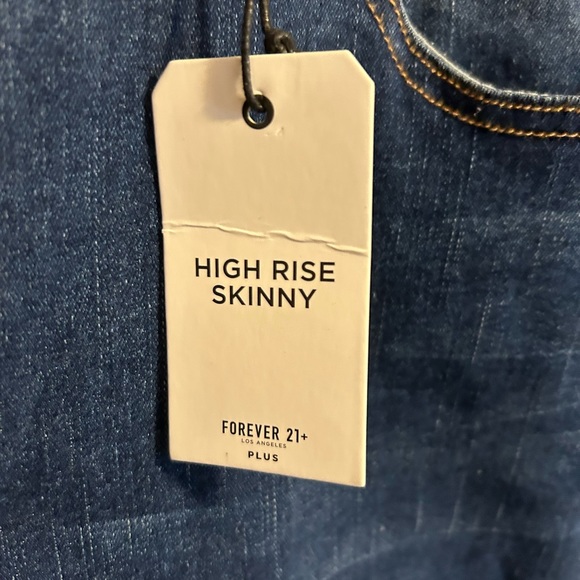 HIGH RISE
SKINNY
FOREVER 21+
LOS ANGELES
PLUS